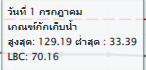 วันที่ 1 กรกฎาคม
เกณฑ์กักเก็บน้ำ
สูงสุด: 129.19 ต่ำสุด : 33.39
LBC: 70.16